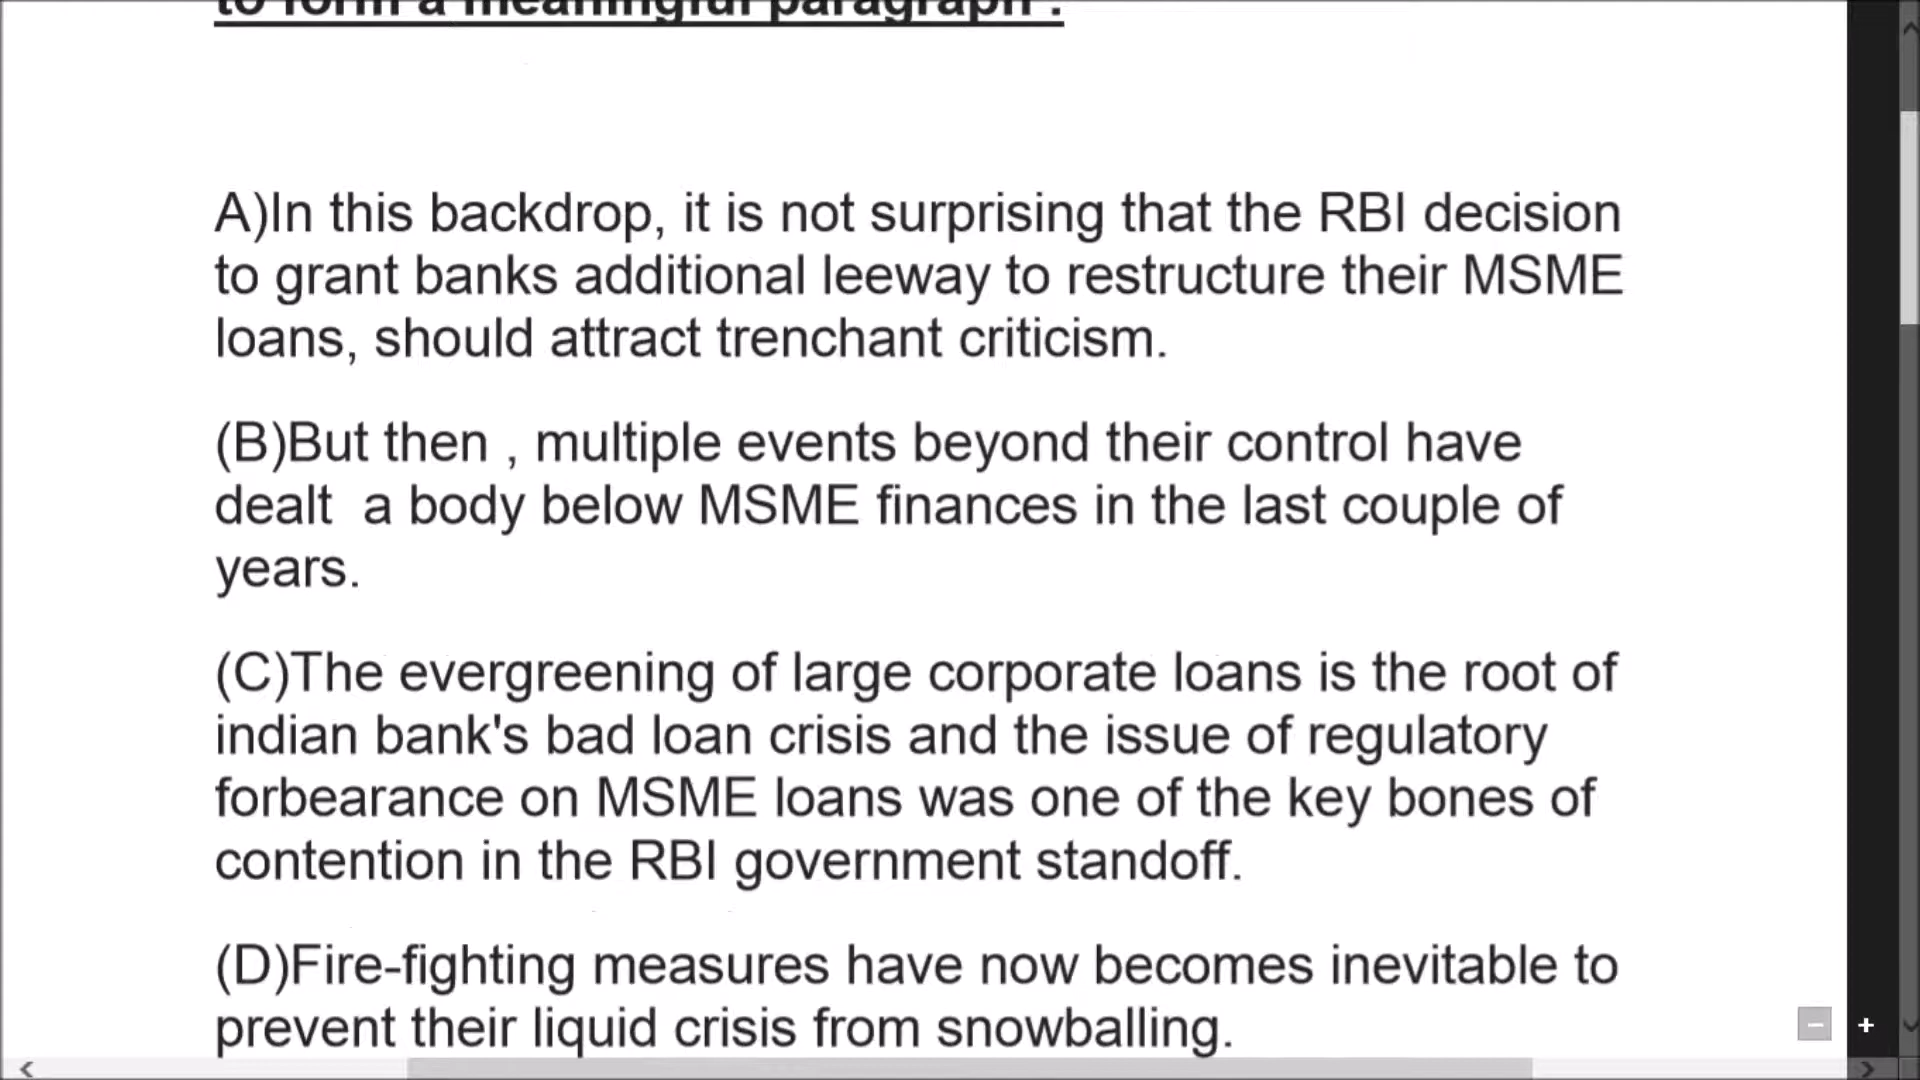 to form a meaningful paragraph .
A)In this backdrop, it is not surprising that the RBI decision
to grant banks additional leeway to restructure their MSME
loans, should attract trenchant criticism.
(B)But then , multiple events beyond their control have
dealt a body below MSME finances in the last couple of
years.
(C)The evergreening of large corporate loans is the root of
indian bank's bad loan crisis and the issue of regulatory
forbearance on MSME loans was one of the key bones of
contention in the RBI government standoff.
(D)Fire-fighting measures have now becomes inevitable to
prevent their liquid crisis from snowballing.